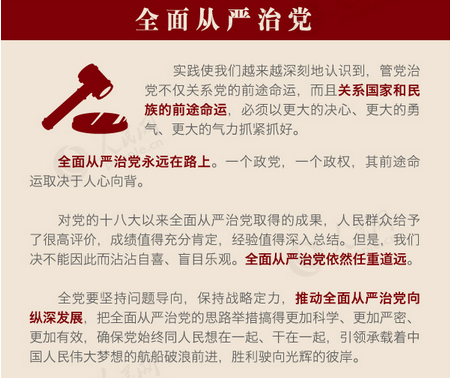 全面从严治党
实践使我们越来越深刻地认识到，管党治
党不仅关系党的前途命运，而且关系国家和民
族的前途命运，必须以更大的决心、更大的勇
气、更大的气力抓紧抓好。
全面从严治党永远在路上。一个政党，一个政权，其前途命
运取决于人心向背。
对党的十八大以来全面从严治党取得的成果，人民群众给予
了很高评价，成绩值得充分肯定，经验值得深入总结。但是，我们
决不能因此而沾沾自喜、盲目乐观。全面从严治党依然任重道远。
全党要坚持问题导向，保持战略定力，推动全面从严治党向
纵深发展，把全面从严治党的思路举措搞得更加科学、更加严密、
更加有效，确保党始终同人民想在一起、干在一起，引领承载着中
国人民伟大梦想的航船破浪前进，胜利驶向光辉的彼岸。